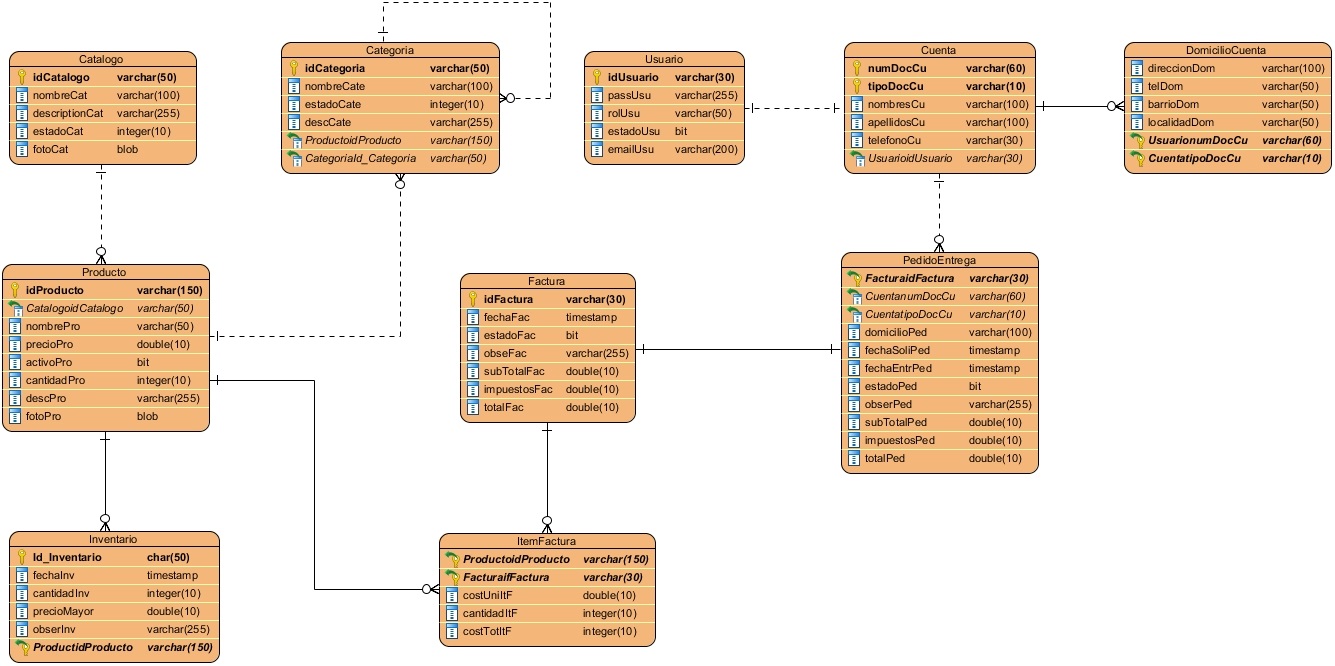 Catalogo
idCatalogo varchar(50)
nombreCat varchar(100)
descriptionCat varchar(255)
estadoCat integer(10)
fotoCat blob
Categoria
idCategoria varchar(50)
nombreCate varchar(100)
estadoCate integer(10)
descCate varchar(255)
ProductoidProducto varchar(150)
CategoriaId_Categoria varchar(50)
Usuario
idUsuario varchar(30)
passUsu varchar(255)
rolUsu varchar(50)
estadoUsu bit
emailUsu varchar(200)
Cuenta
numDocCu varchar(60)
tipoDocCu varchar(10)
nombresCu varchar(100)
apellidosCu varchar(100)
telefonoCu varchar(30)
UsuarioidUsuario varchar(30)
DomicilioCuenta
direccionDom varchar(100)
telDom varchar(50)
barrioDom varchar(50)
localidadDom varchar(50)
UsuarionumDocCu varchar(60)
CuentatipoDocCu varchar(10)
Producto
idProducto varchar(150)
CatalogoidCatalogo varchar(50)
nombrePro varchar(50)
precioPro double(10)
activoPro bit
cantidadPro integer(10)
descPro varchar(255)
fotoPro blob
Factura
idFactura varchar(30)
fechaFac timestamp
estadoFac bit
obseFac varchar(255)
subTotalFac double(10)
impuestosFac double(10)
totalFac double(10)
PedidoEntrega
FacturaidFactura varchar(30)
CuentanumDocCu varchar(60)
CuentatipoDocCu varchar(10)
domicilioPed varchar(100)
fechaSoliPed timestamp
fechaEntrPed timestamp
estadoPed bit
obserPed varchar(255)
subTotalPed double(10)
impuestosPed double(10)
totalPed double(10)
Inventario
Id_Inventario char(50)
fechaInv timestamp
cantidadInv integer(10)
precioMayor double(10)
obserInv varchar(255)
ProductidProducto varchar(150)
ItemFactura
ProductoidProducto varchar(150)
FacturaifFactura varchar(30)
costUniItF double(10)
cantidadItF integer(10)
costTotItF integer(10)